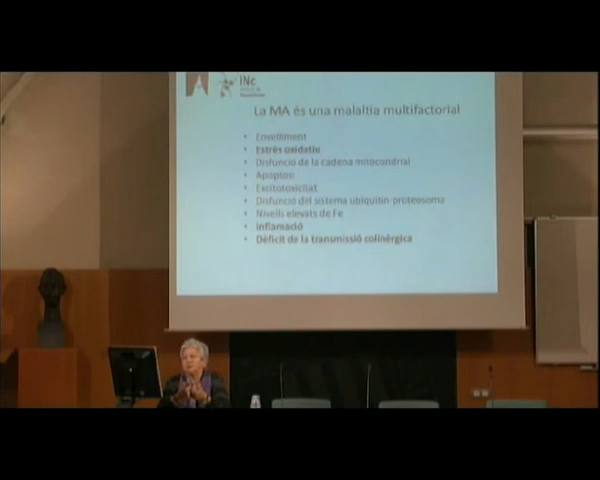 INc
La MA és una malaltia multifactorial
• Envelliment
• Estrès oxidatiu
• Disfunció de la cadena mitocondrial
• Apoptosi
• Excitotoxicitat
• Disfunció del sistema ubiquitin-proteosoma
• Nivells elevats de Fe
• Inflamació
• Dèficit de la transmissió colinèrgica